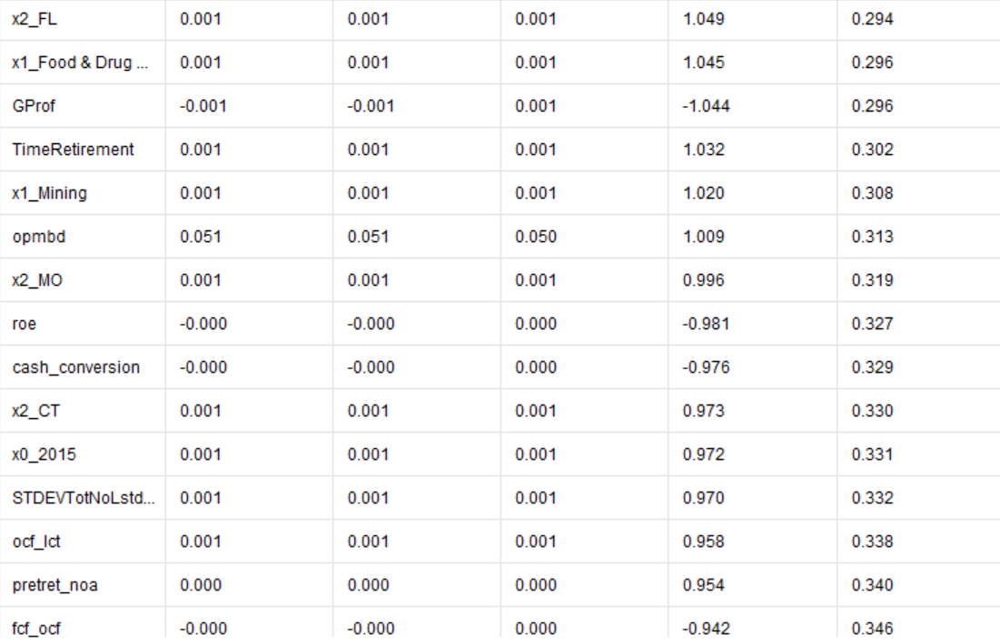 x2_FL 0.001 0.001 0.001 1.049 0.294
x1_Food & Drug ... 0.001 0.001 0.001 1.045 0.296
GProf -0.001 -0.001 0.001 -1.044 0.296
TimeRetirement 0.001 0.001 0.001 1.032 0.302
x1_Mining 0.001 0.001 0.001 1.020 0.308
opmbd 0.051 0.051 0.050 1.009 0.313
x2_MO 0.001 0.001 0.001 0.996 0.319
roe -0.000 -0.000 0.000 -0.981 0.327
cash_conversion -0.000 -0.000 0.000 -0.976 0.329
x2_CT 0.001 0.001 0.001 0.973 0.330
x0_2015 0.001 0.001 0.001 0.972 0.331
STDEVTotNoLstd... 0.001 0.001 0.001 0.970 0.332
ocf_lct 0.001 0.001 0.001 0.958 0.338
pretret_noa 0.000 0.000 0.000 0.954 0.340
fcf_ocf -0.000 -0.000 0.000 -0.942 0.346